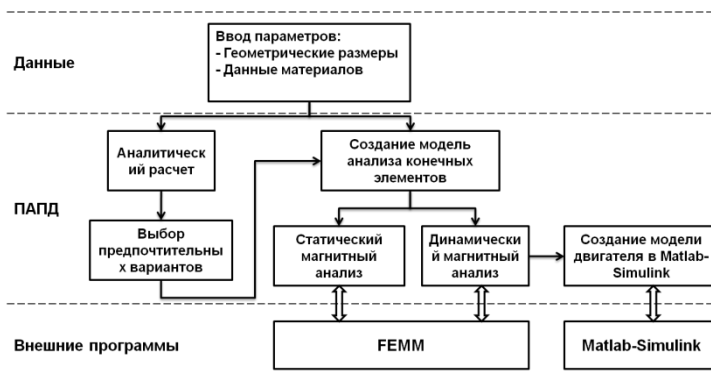 Данные
Ввод параметров:
- Геометрические размеры
- Данные материалов
ПАПД
Аналитическ
ий расчет
Создание модель
анализа конечных
элементов
Выбор
предпочтительны
х вариантов
Статический
магнитный
анализ
Динамически
й магнитный
анализ
Создание модели
двигателя в Matlab-
Simulink
Внешние программы
FEMM
Matlab-Simulink